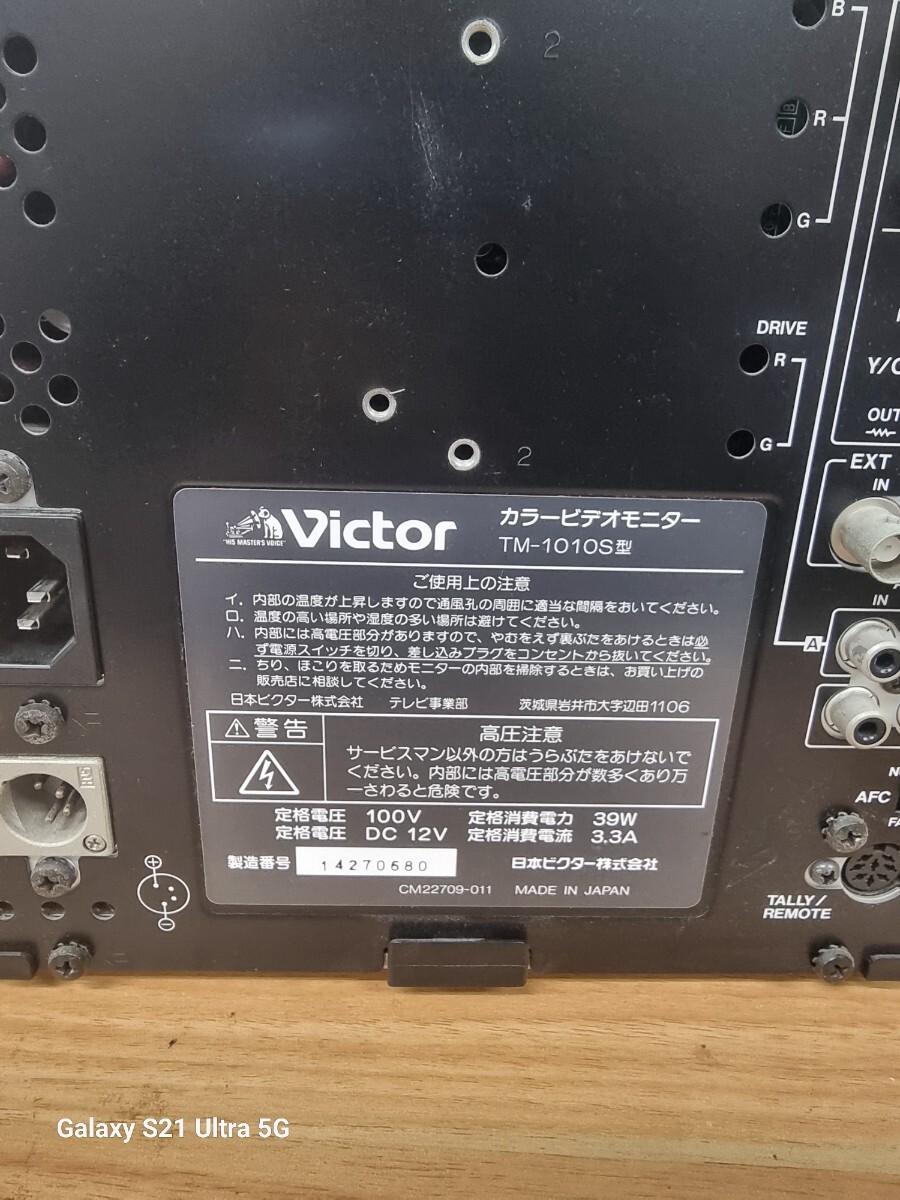 2
B
R
G
DRIVE
R
G
2
EXT
IN
IN
A
AFC
TALLY/
REMOTE
"HIS MASTER'S VOICE"
Victor
カラービデオモニター
TM-1010S型
ご使用上の注意
イ. 内部の温度が上昇しますので通風孔の周囲に適当な間隔をおいてください。
ロ. 温度の高い場所や湿度の多い場所は避けてください。
ハ. 内部には高電圧部分がありますので、やむをえず裏ぶたをあけるときは必
ず電源スイッチを切り、差し込みプラグをコンセントから抜いてください。
ニ. ちり、ほこりを取るためモニターの内部を掃除するときは、お買い上げの
販売店に相談してください。
日本ビクター株式会社 テレビ事業部 茨城県岩井市大字辺田1106
警告
高圧注意
サービスマン以外の方はうらぶたをあけないで
ください。内部には高電圧部分が数多くあり万
一さわると危険です。
定格電圧 100V 定格消費電力 39W
定格電圧 DC 12V 定格消費電流 3.3A
製造番号 14270680 日本ビクター株式会社
CM22709-011 MADE IN JAPAN
Galaxy S21 Ultra 5G